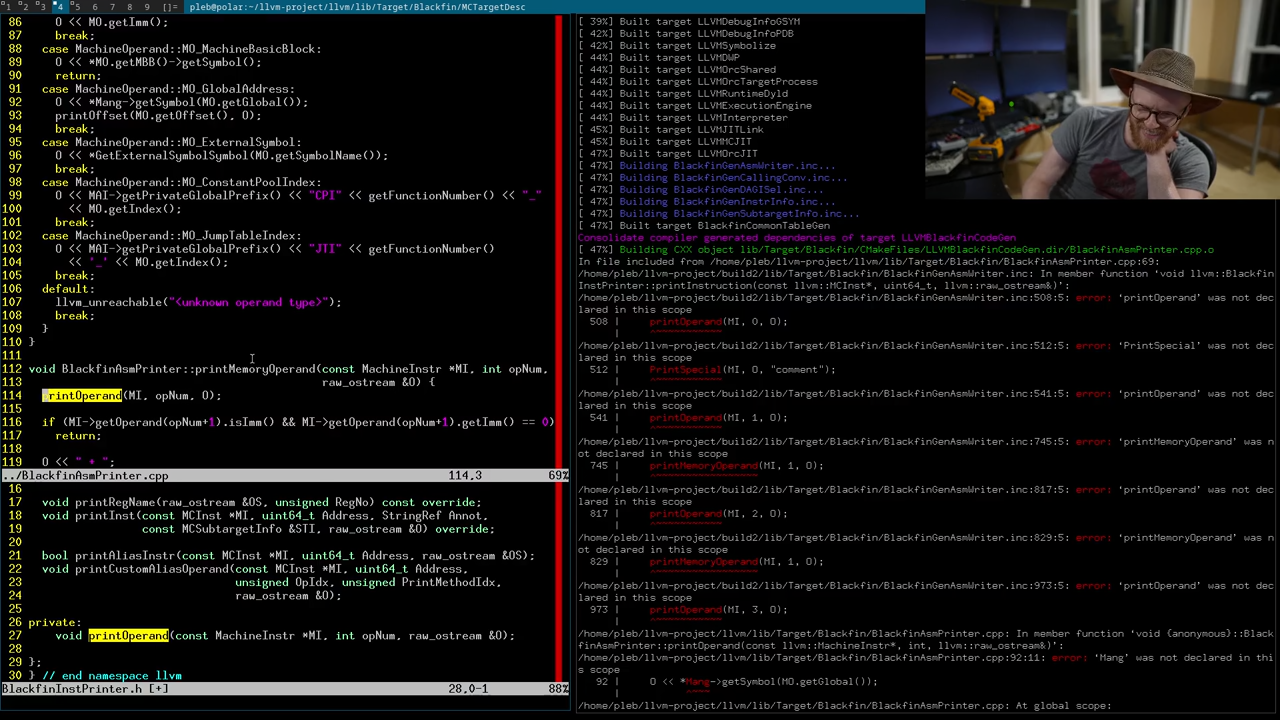 1 2 3 4 5 6 7 8 9 []= pleb@polar:~/llvm-project/llvm/lib/Target/Blackfin/MCTargetDesc
86 O << MO.getImm();
87 break;
88 case MachineOperand::MO_MachineBasicBlock:
89 O << *MO.getMBB()->getSymbol();
90 return;
91 case MachineOperand::MO_GlobalAddress:
92 O << *Mang->getSymbol(MO.getGlobal());
93 printOffset(MO.getOffset(), O);
94 break;
95 case MachineOperand::MO_ExternalSymbol:
96 O << *GetExternalSymbolSymbol(MO.getSymbolName());
97 break;
98 case MachineOperand::MO_ConstantPoolIndex:
99 O << MAI->getPrivateGlobalPrefix() << "CPI" << getFunctionNumber() << "_"
100 << MO.getIndex();
101 break;
102 case MachineOperand::MO_JumpTableIndex:
103 O << MAI->getPrivateGlobalPrefix() << "JTI" << getFunctionNumber()
104 << '_' << MO.getIndex();
105 break;
106 default:
107 llvm_unreachable("<unknown operand type>");
108 break;
109 }
110 }
111
112 void BlackfinAsmPrinter::printMemoryOperand(const MachineInstr *MI, int opNum,
113 raw_ostream &O) {
114 printOperand(MI, opNum, O);
115
116 if (MI->getOperand(opNum+1).isImm() && MI->getOperand(opNum+1).getImm() == 0)
117 return;
118
119 O << " + ";
../BlackfinAsmPrinter.cpp 114,3 69%
16
17 void printRegName(raw_ostream &OS, unsigned RegNo) const override;
18 void printInst(const MCInst *MI, uint64_t Address, StringRef Annot,
19 const MCSubtargetInfo &STI, raw_ostream &O) override;
20
21 bool printAliasInstr(const MCInst *MI, uint64_t Address, raw_ostream &OS);
22 void printCustomAliasOperand(const MCInst *MI, uint64_t Address,
23 unsigned OpIdx, unsigned PrintMethodIdx,
24 raw_ostream &O);
25
26 private:
27 void printOperand(const MachineInstr *MI, int opNum, raw_ostream &O);
28
29 };
30 } // end namespace llvm
BlackfinInstPrinter.h [+] 28,0-1 88%
[ 39%] Built target LLVMDebugInfoGSYM
[ 42%] Built target LLVMDebugInfoPDB
[ 42%] Built target LLVMSymbolize
[ 44%] Built target LLVMDWP
[ 44%] Built target LLVMOrcShared
[ 44%] Built target LLVMOrcTargetProcess
[ 44%] Built target LLVMRuntimeDyld
[ 44%] Built target LLVMExecutionEngine
[ 44%] Built target LLVMInterpreter
[ 45%] Built target LLVMJITLink
[ 45%] Built target LLVMMCJIT
[ 47%] Built target LLVMOrcJIT
[ 47%] Building BlackfinGenAsmWriter.inc...
[ 47%] Building BlackfinGenCallingConv.inc...
[ 47%] Building BlackfinGenDAGISel.inc...
[ 47%] Building BlackfinGenInstrInfo.inc...
[ 47%] Building BlackfinGenSubtargetInfo.inc...
[ 47%] Built target BlackfinCommonTableGen
Consolidate compiler generated dependencies of target LLVMBlackfinCodeGen
[ 47%] Building CXX object lib/Target/Blackfin/CMakeFiles/LLVMBlackfinCodeGen.dir/BlackfinAsmPrinter.cpp.o
In file included from /home/pleb/llvm-project/llvm/lib/Target/Blackfin/BlackfinAsmPrinter.cpp:69:
/home/pleb/llvm-project/build2/lib/Target/Blackfin/BlackfinGenAsmWriter.inc: In member function 'void llvm::Blackfin
InstPrinter::printInstruction(const llvm::MCInst*, uint64_t, llvm::raw_ostream&)':
/home/pleb/llvm-project/build2/lib/Target/Blackfin/BlackfinGenAsmWriter.inc:508:5: error: 'printOperand' was not dec
lared in this scope
508 | printOperand(MI, 0, O);
| ^~~~~~~~~~~~
/home/pleb/llvm-project/build2/lib/Target/Blackfin/BlackfinGenAsmWriter.inc:512:5: error: 'PrintSpecial' was not dec
lared in this scope
512 | PrintSpecial(MI, O, "comment");
| ^~~~~~~~~~~~
/home/pleb/llvm-project/build2/lib/Target/Blackfin/BlackfinGenAsmWriter.inc:541:5: error: 'printOperand' was not dec
lared in this scope
541 | printOperand(MI, 1, O);
| ^~~~~~~~~~~~
/home/pleb/llvm-project/build2/lib/Target/Blackfin/BlackfinGenAsmWriter.inc:745:5: error: 'printMemoryOperand' was n
ot declared in this scope
745 | printMemoryOperand(MI, 1, O);
| ^~~~~~~~~~~~~~~~~~
/home/pleb/llvm-project/build2/lib/Target/Blackfin/BlackfinGenAsmWriter.inc:817:5: error: 'printOperand' was not dec
lared in this scope
817 | printOperand(MI, 2, O);
| ^~~~~~~~~~~~
/home/pleb/llvm-project/build2/lib/Target/Blackfin/BlackfinGenAsmWriter.inc:829:5: error: 'printMemoryOperand' was n
ot declared in this scope
829 | printMemoryOperand(MI, 1, O);
| ^~~~~~~~~~~~~~~~~~
/home/pleb/llvm-project/build2/lib/Target/Blackfin/BlackfinGenAsmWriter.inc:973:5: error: 'printOperand' was not dec
lared in this scope
973 | printOperand(MI, 3, O);
| ^~~~~~~~~~~~
/home/pleb/llvm-project/llvm/lib/Target/Blackfin/BlackfinAsmPrinter.cpp: In member function 'void {anonymous}::Black
finAsmPrinter::printOperand(const llvm::MachineInstr*, int, llvm::raw_ostream&)':
/home/pleb/llvm-project/llvm/lib/Target/Blackfin/BlackfinAsmPrinter.cpp:92:11: error: 'Mang' was not declared in thi
s scope
92 | O << *Mang->getSymbol(MO.getGlobal());
| ^~~~
/home/pleb/llvm-project/llvm/lib/Target/Blackfin/BlackfinAsmPrinter.cpp: At global scope: